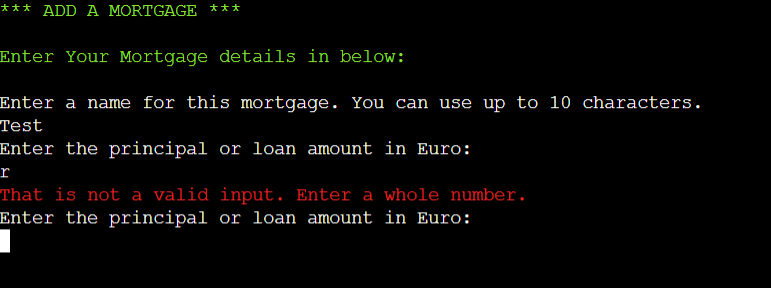 *** ADD A MORTGAGE ***
Enter Your Mortgage details in below:
Enter a name for this mortgage. You can use up to 10 characters.
Test
Enter the principal or loan amount in Euro:
r
That is not a valid input. Enter a whole number.
Enter the principal or loan amount in Euro: